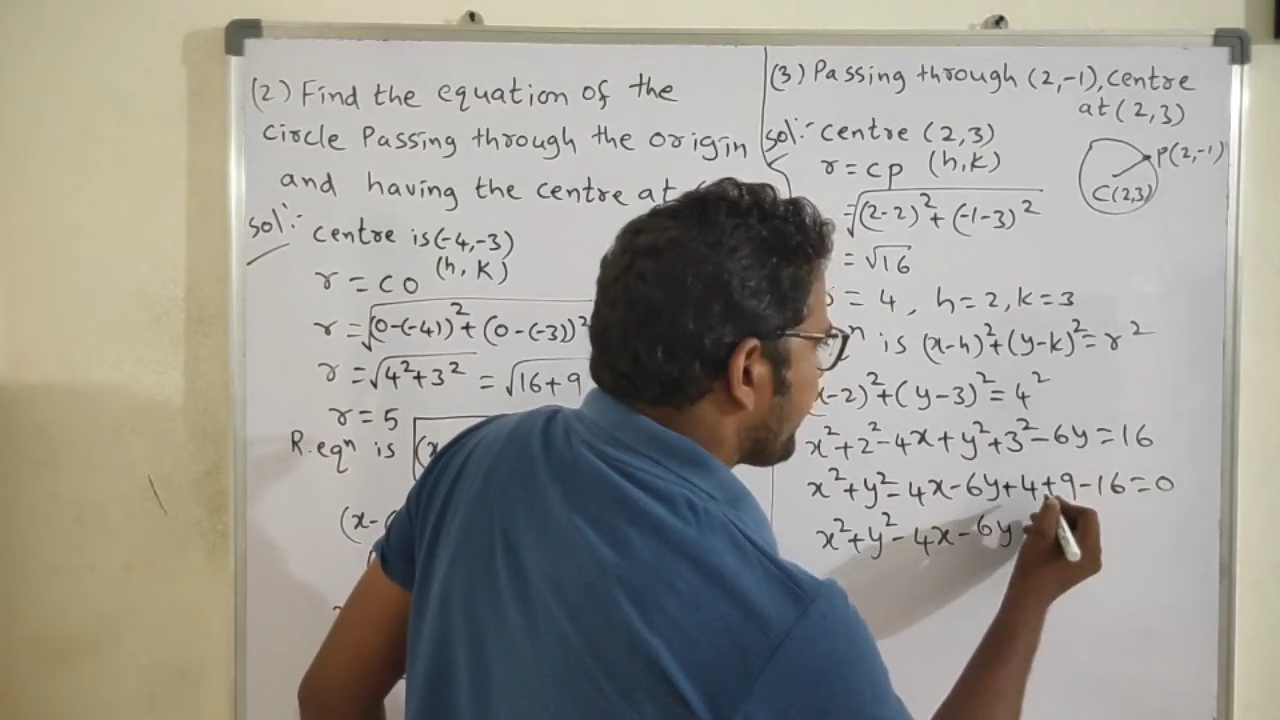 (2) Find the equation of the
circle Passing through the origin
and having the centre at
Sol:-
centre is (-4,-3)
(h, K)
r = CO
r = √(0-(-4))² + (0-(-3))²
r = √4²+3² = √16+9
r = 5
R.eqⁿ is
(x-
(3) Passing through (2,-1), Centre
at (2,3)
Sol:- centre (2,3)
(h, K)
r = CP
P(2,-1)
C(2,3)
= √(2-2)² + (-1-3)²
= √16
= 4, h=2, k=3
is (x-h)²+(y-k)² = r²
-2)²+(y-3)² = 4²
x²+2²-4x+y²+3²-6y=16
x²+y²-4x-6y+4+9-16=0
x²+y²-4x-6y